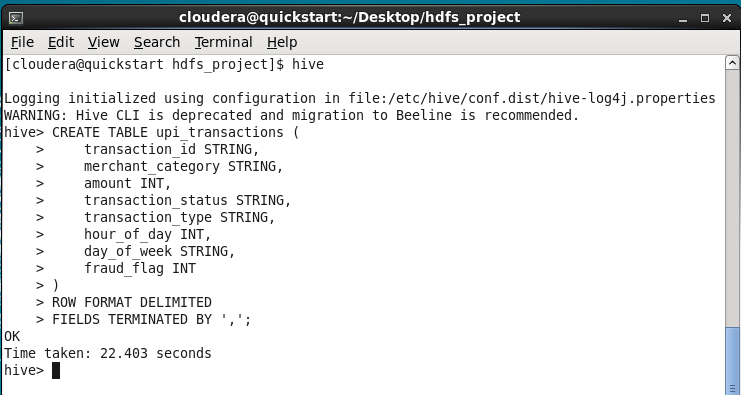 cloudera@quickstart:~/Desktop/hdfs_project
File Edit View Search Terminal Help
[cloudera@quickstart hdfs_project]$ hive

Logging initialized using configuration in file:/etc/hive/conf.dist/hive-log4j.properties
WARNING: Hive CLI is deprecated and migration to Beeline is recommended.
hive> CREATE TABLE upi_transactions (
    >     transaction_id STRING,
    >     merchant_category STRING,
    >     amount INT,
    >     transaction_status STRING,
    >     transaction_type STRING,
    >     hour_of_day INT,
    >     day_of_week STRING,
    >     fraud_flag INT
    > )
    > ROW FORMAT DELIMITED
    > FIELDS TERMINATED BY ',';
OK
Time taken: 22.403 seconds
hive>